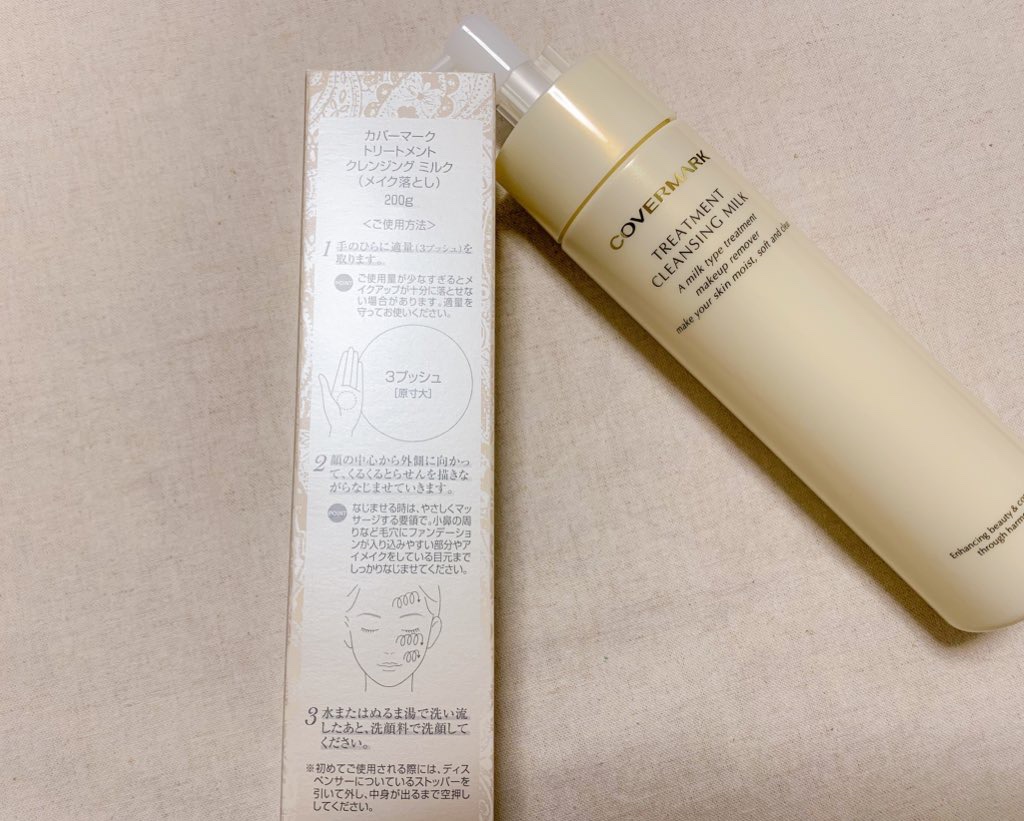 カバーマーク
トリートメント
クレンジング ミルク
（メイク落とし）
200g
＜ご使用方法＞
1 手のひらに適量（3プッシュ）を
取ります。
POINT ご使用量が少なすぎるとメ
イクアップが十分に落とせな
い場合があります。適量を
守ってお使いください。
3プッシュ
［原寸大］
2 顔の中心から外側に向かっ
て、くるくるとらせんを描きな
がらなじませていきます。
POINT なじませる時は、やさしくマッ
サージする要領で。小鼻の周
りなど毛穴にファンデーショ
ンが入り込みやすい部分やア
イメイクをしている目元まで
しっかりなじませてください。
3 水またはぬるま湯で洗い流
したあと、洗顔料で洗顔して
ください。
※初めてご使用される際には、ディス
ペンサーについているストッパーを
引いて外し、中身が出るまで空押し
してください。
COVERMARK
TREATMENT
CLEANSING MILK
A milk type treatment
makeup remover
make your skin moist, soft and
Enhancing beauty &
through